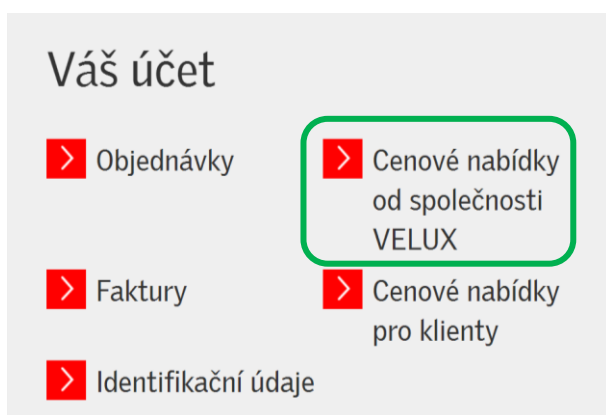 Váš účet
Objednávky
Cenové nabídky
od společnosti
VELUX
Faktury
Cenové nabídky
pro klienty
Identifikační údaje